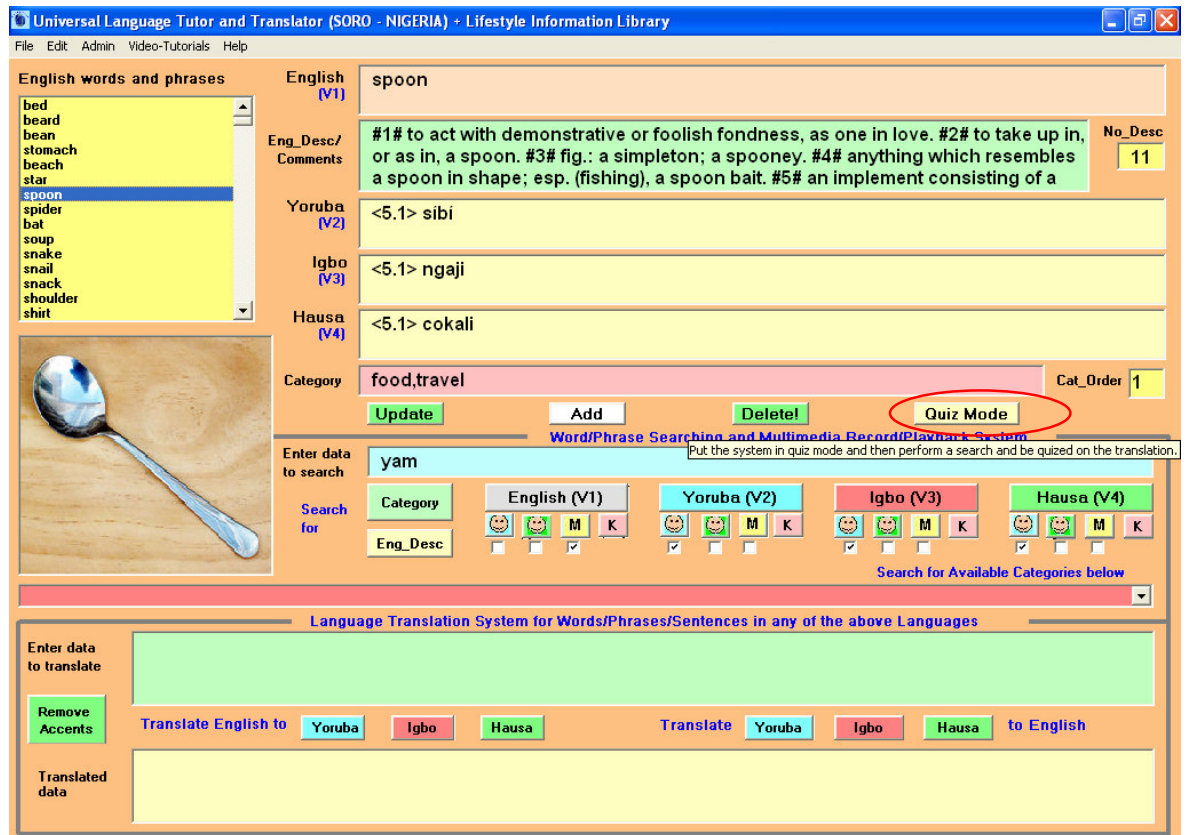 Universal Language Tutor and Translator (SORO - NIGERIA) + Lifestyle Information Library
File Edit Admin Video-Tutorials Help
English words and phrases
bed
beard
bean
stomach
beach
star
spoon
spider
bat
soup
snake
snail
snack
shoulder
shirt
English
(V1)
spoon
Eng_Desc/
Comments
#1# to act with demonstrative or foolish fondness, as one in love. #2# to take up in,
or as in, a spoon. #3# fig.: a simpleton; a spooney. #4# anything which resembles
a spoon in shape; esp. (fishing), a spoon bait. #5# an implement consisting of a
No_Desc
11
Yoruba
(V2)
<5.1> síbí
Igbo
(V3)
<5.1> ngaji
Hausa
(V4)
<5.1> cokali
Category
food,travel
Cat_Order 1
Update Add Delete! Quiz Mode
Word/Phrase Searching and Multimedia Record/Playback System
Put the system in quiz mode and then perform a search and be quized on the translation.
Enter data
to search
yam
Search
for
Category
Eng_Desc
English (V1) Yoruba (V2) Igbo (V3) Hausa (V4)
M K M K M K M K
Search for Available Categories below
Language Translation System for Words/Phrases/Sentences in any of the above Languages
Enter data
to translate
Remove
Accents
Translate English to Yoruba Igbo Hausa Translate Yoruba Igbo Hausa to English
Translated
data